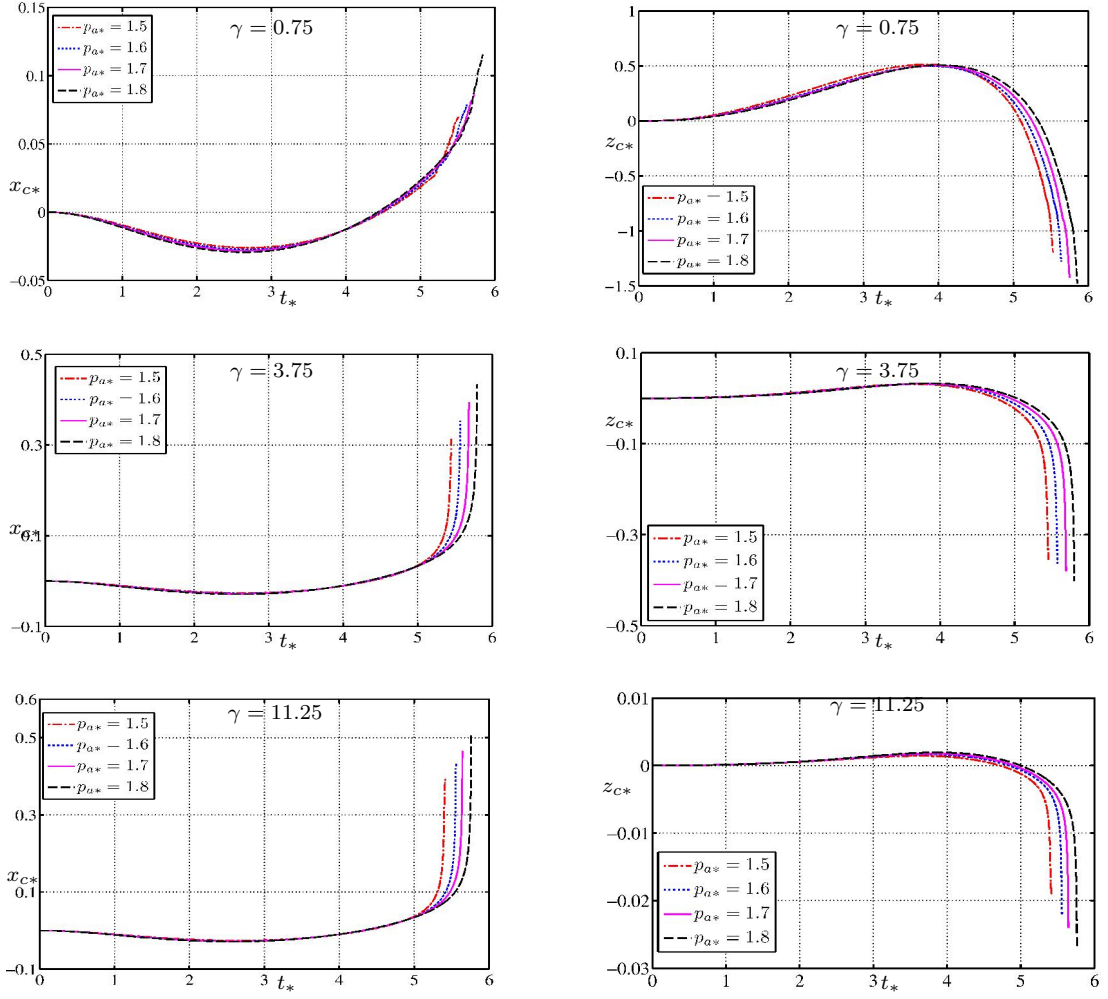 0.15
γ = 0.75
p_{a*} = 1.5
p_{a*} = 1.6
p_{a*} = 1.7
p_{a*} = 1.8
0.1
0.05
x_{c*}
0
−0.05
0 1 2 3 4 5 6
t_*
1
γ = 0.75
0.5
0
z_{c*}
−0.5
p_{a*} − 1.5
p_{a*} = 1.6
p_{a*} = 1.7
p_{a*} = 1.8
−1
−1.5
0 1 2 3 4 5 6
t_*
0.5
γ = 3.75
p_{a*} = 1.5
p_{a*} − 1.6
p_{a*} = 1.7
p_{a*} = 1.8
0.3
x_{c*}
0.1
−0.1
0 1 2 3 4 5 6
t_*
0.1
γ = 3.75
z_{c*}
−0.1
−0.3
p_{a*} = 1.5
p_{a*} = 1.6
p_{a*} − 1.7
p_{a*} = 1.8
−0.5
0 1 2 3 4 5 6
t_*
0.6
γ = 11.25
p_{a*} = 1.5
p_{a*} − 1.6
p_{a*} = 1.7
p_{a*} = 1.8
0.5
0.3
x_{c*}
0.1
−0.1
0 1 2 3 4 5 6
t_*
0.01
γ = 11.25
0
z_{c*}
−0.01
p_{a*} = 1.5
p_{a*} = 1.6
p_{a*} = 1.7
p_{a*} = 1.8
−0.02
−0.03
0 1 2 3 4 5 6
t_*